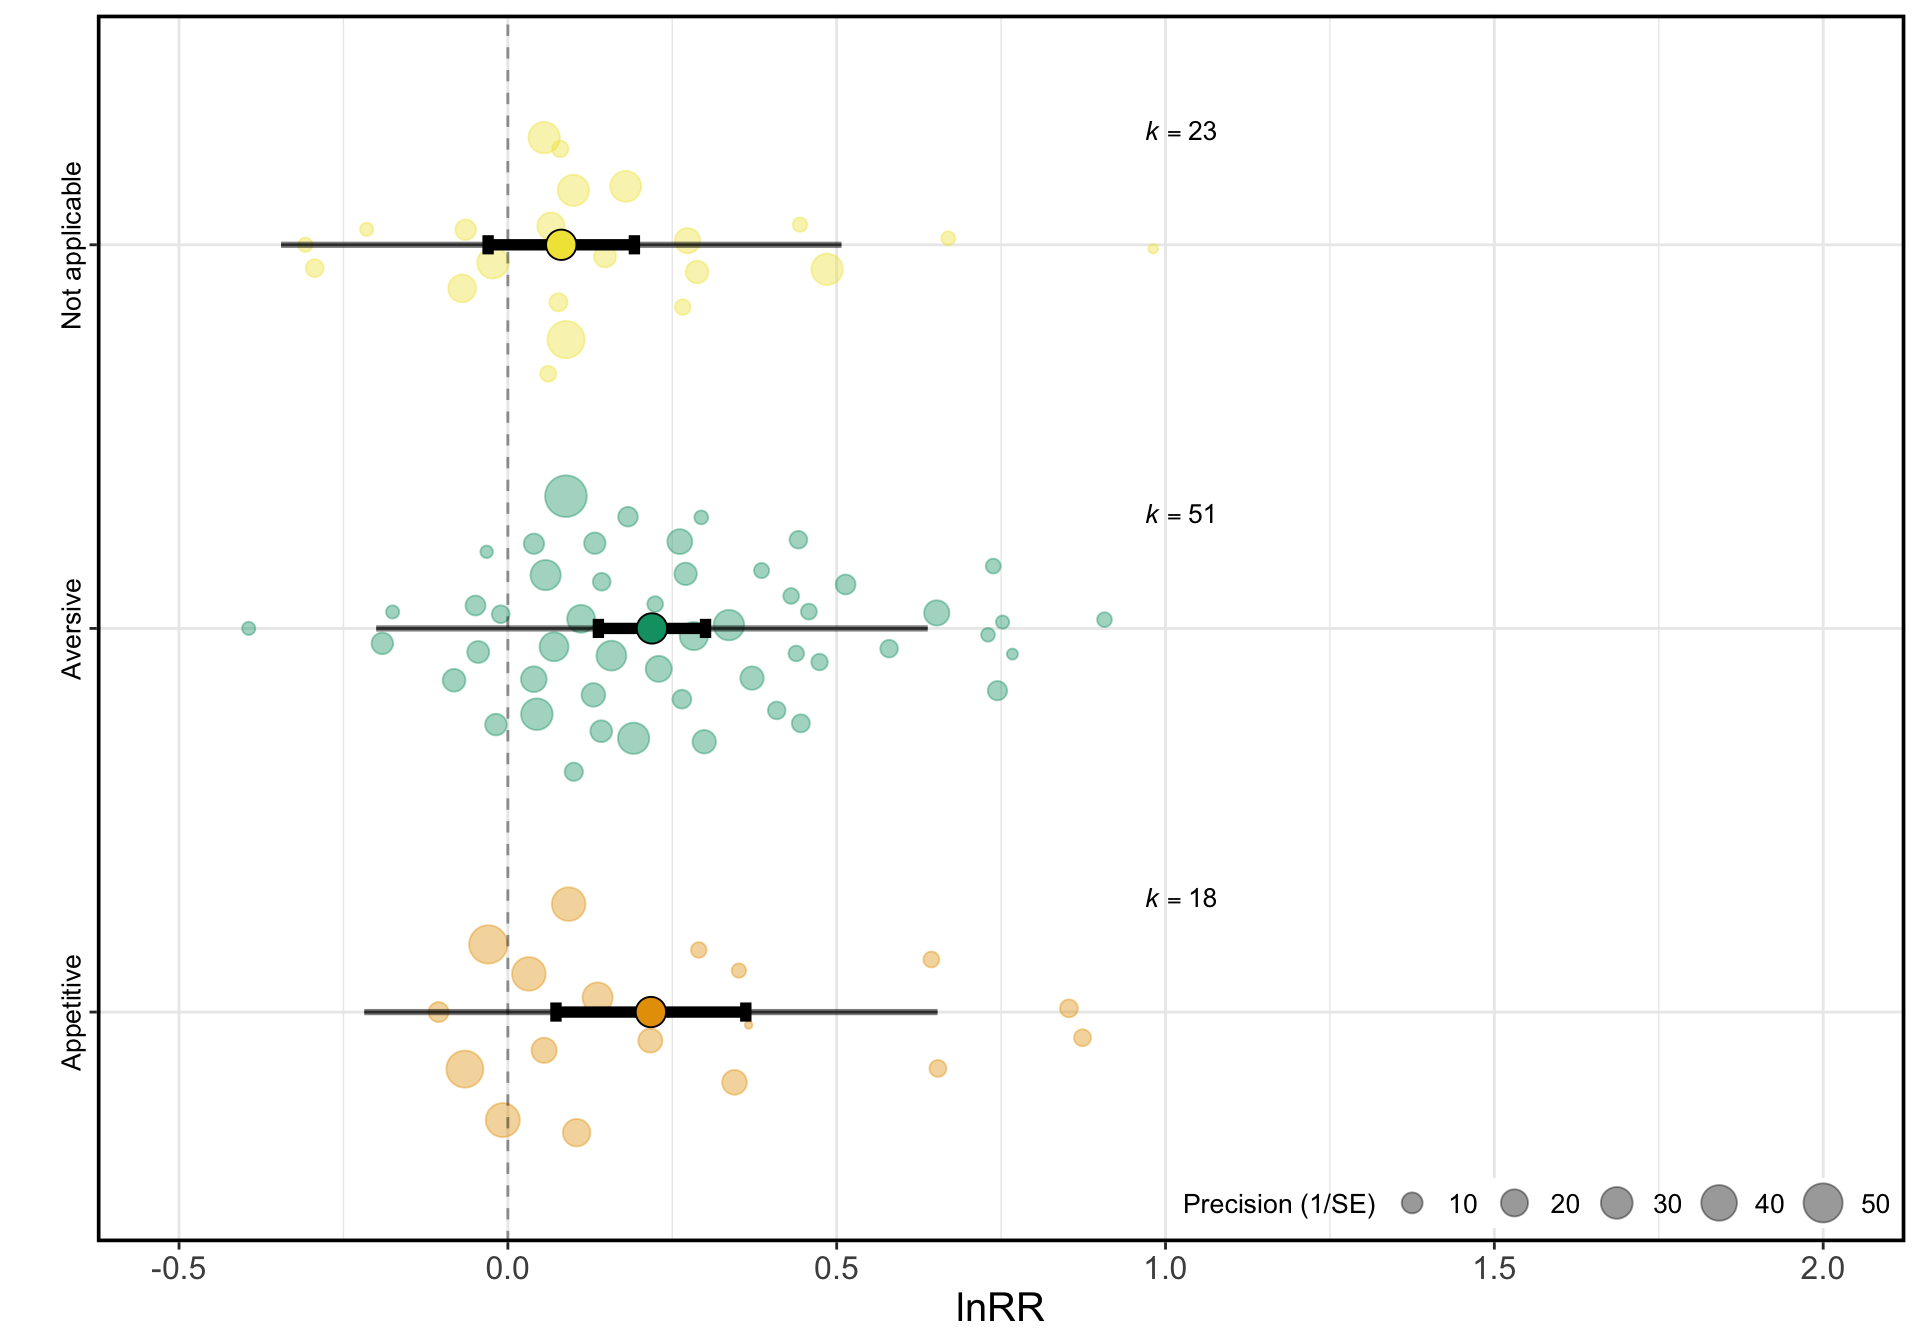 Not applicable
k = 23
Aversive
k = 51
Appetitive
k = 18
Precision (1/SE) 10 20 30 40 50
-0.5 0.0 0.5 1.0 1.5 2.0
lnRR